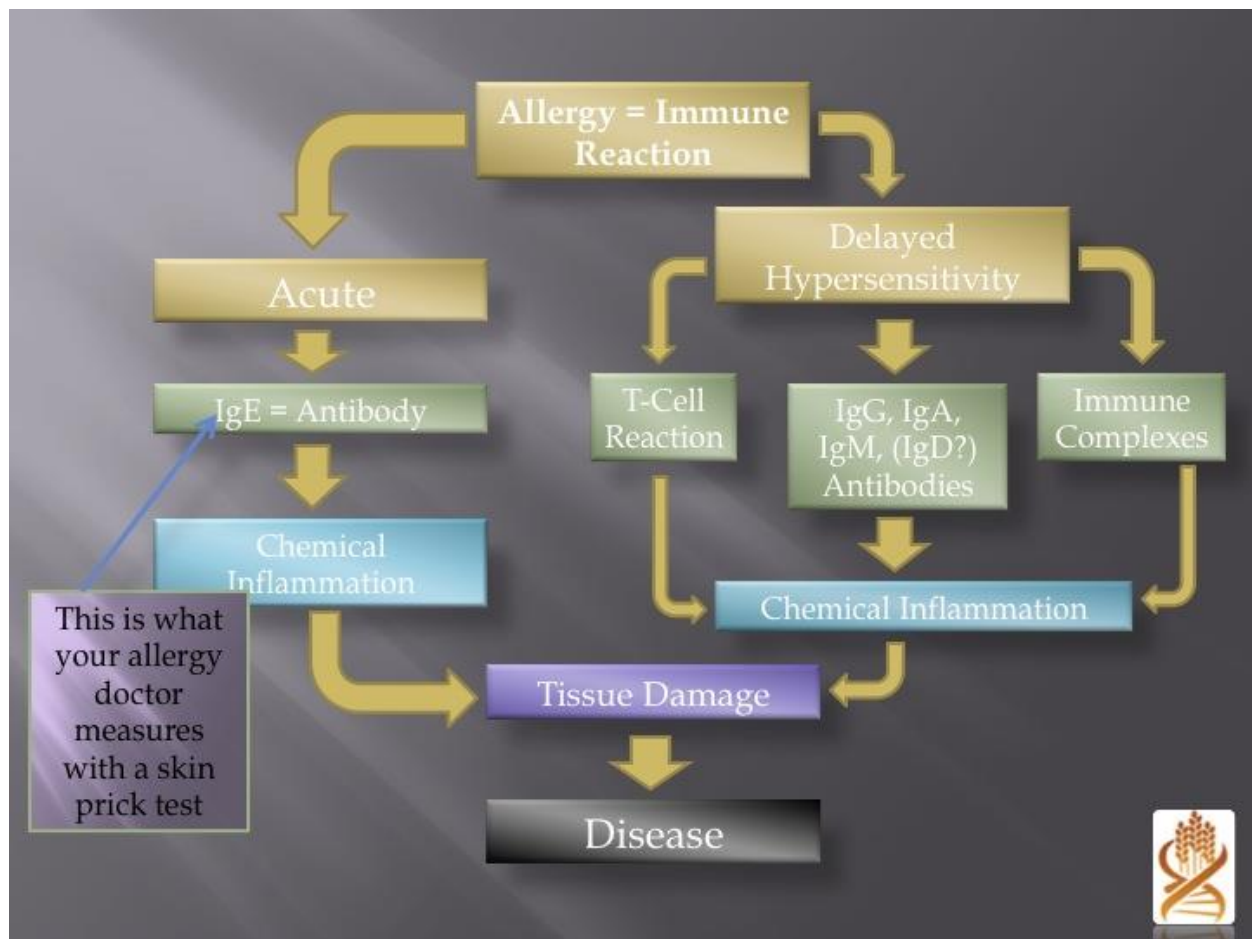 Allergy = Immune
Reaction
Delayed
Hypersensitivity
Acute
IgE = Antibody
T-Cell
Reaction
IgG, IgA,
IgM, (IgD?)
Antibodies
Immune
Complexes
Chemical
Inflammation
Chemical Inflammation
This is what
your allergy
doctor
measures
with a skin
prick test
Tissue Damage
Disease